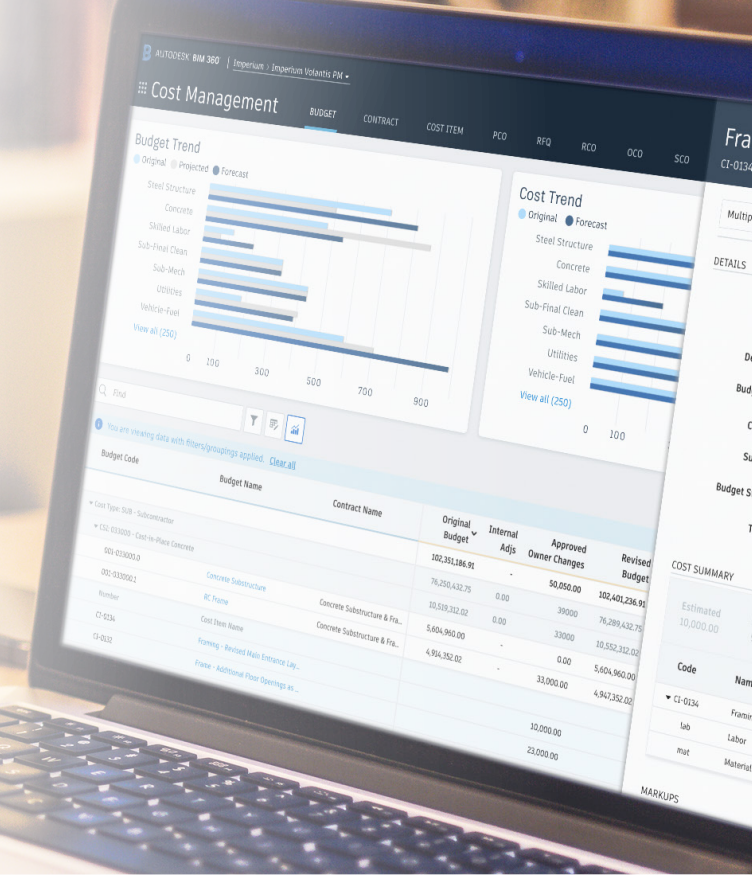 B AUTODESK BIM 360 | Imperium > Imperium Volantis PM
Cost Management
BUDGET CONTRACT COST ITEM PCO RFQ RCO OCO SCO
Budget Trend
Original Projected Forecast
Steel Structure
Concrete
Skilled Labor
Sub-Final Clean
Sub-Mech
Utilities
Vehicle-Fuel
View all (250)
0 100 300 500 700 900
Cost Trend
Original Forecast
Steel Structure
Concrete
Skilled Labor
Sub-Final Clean
Sub-Mech
Utilities
Vehicle-Fuel
View all (250)
0 100
Find
You are viewing data with filters/groupings applied. Clear all
Budget Code Budget Name Contract Name Original Budget Internal Adjs Approved Owner Changes Revised Budget
102,351,186.91 - 50,050.00 102,401,236.91
Cost Type: SUB - Subcontractor 76,250,432.75 0.00 39000 76,289,432.75
CSI: 033000 - Cast-in-Place-Concrete 10,519,312.02 0.00 33000 10,552,312.02
001-033000.0 Concrete Substructure Concrete Substructure & Fra... 5,604,960.00 - 0.00 5,604,960.00
001-033000.1 RC Frame Concrete Substructure & Fra... 4,914,352.02 - 33,000.00 4,947,352.02
Number Cost Item Name
CI-0134 Framing - Revised Main Entrance Lay... 10,000.00
CI-0132 Frame - Additional Floor Openings as... 23,000.00
Fra
CI-0134
Multip
DETAILS
De
Budg
C
Su
Budget S
T
COST SUMMARY
Estimated
10,000.00
Code Nam
CI-0134 Framin
lab Labor
mat Material
MARKUPS